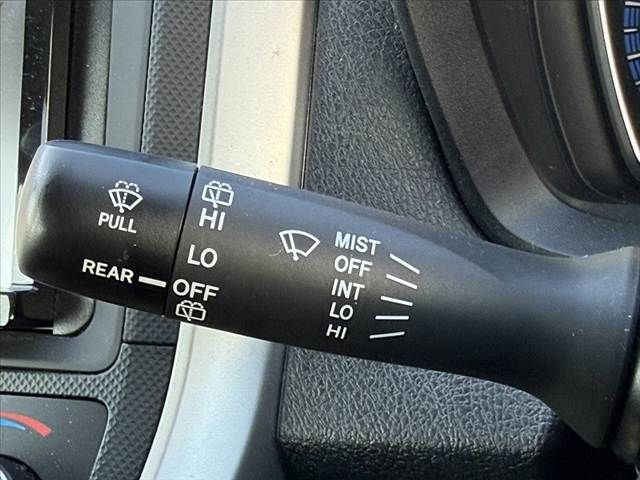 PULL
REAR
HI
LO
OFF
MIST
OFF
INT
LO
HI